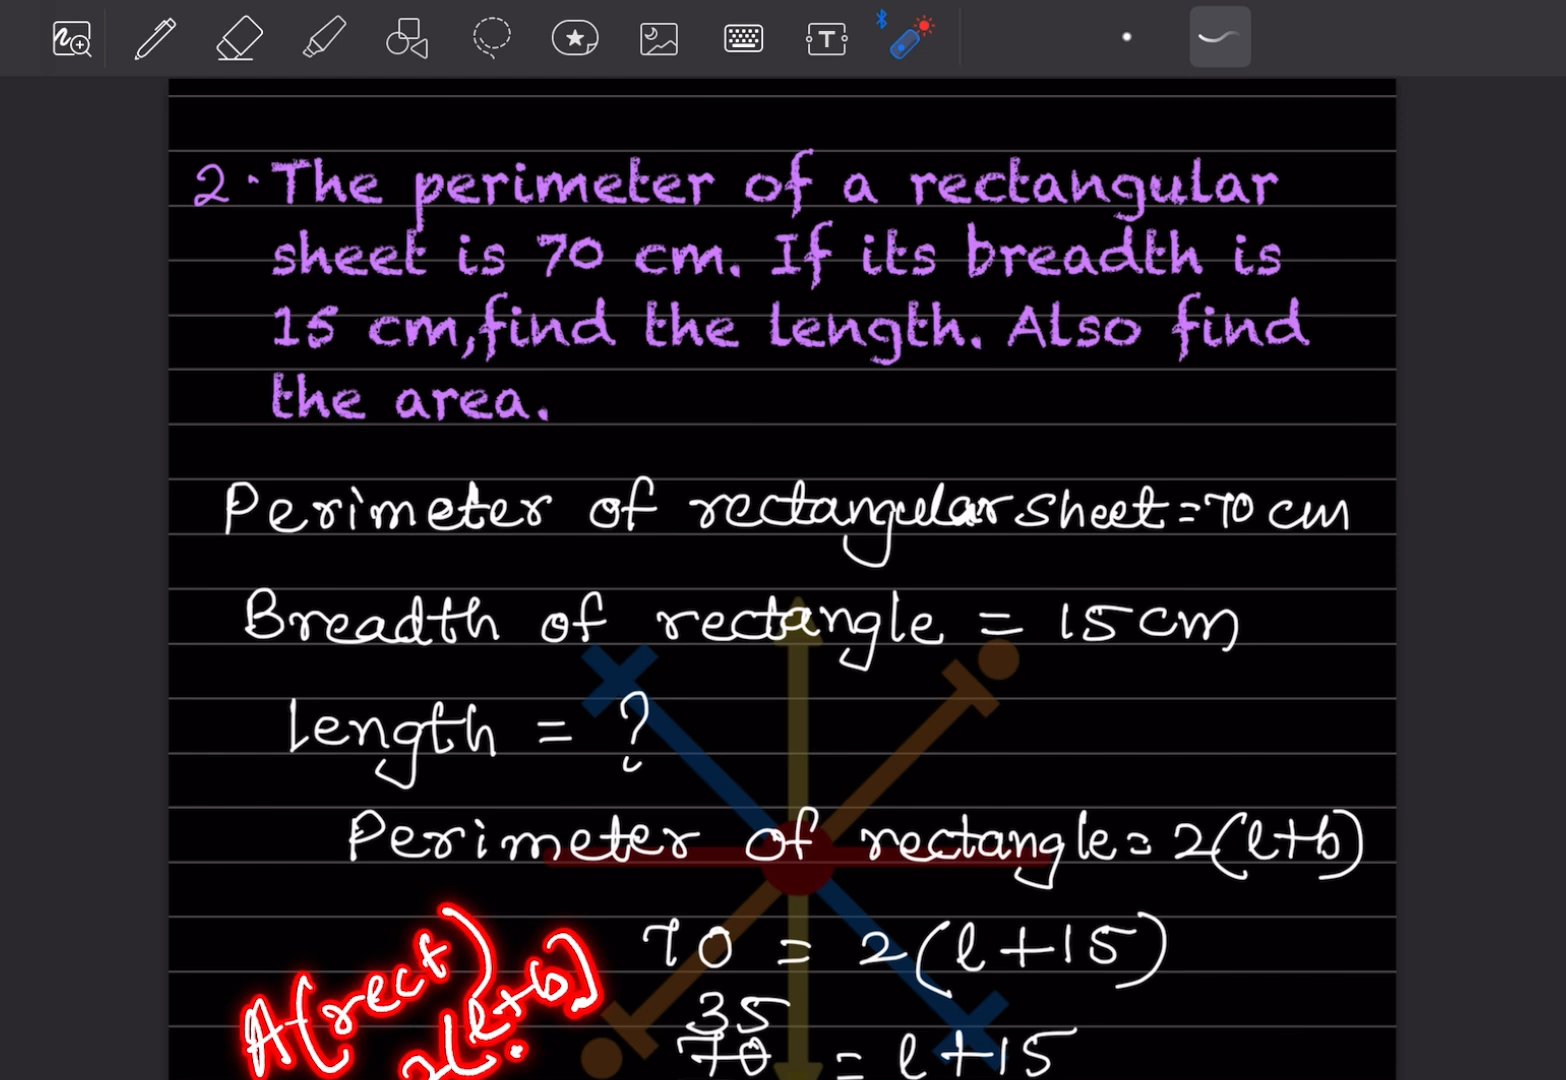 2. The perimeter of a rectangular
sheet is 70 cm. If its breadth is
15 cm, find the length. Also find
the area.
Perimeter of rectangular sheet = 70 cm
Breadth of rectangle = 15 cm
length = ?
Perimeter of rectangle = 2(l+b)
70 = 2(l+15)
35
70 = l+15
A(rect)
2(l+b)